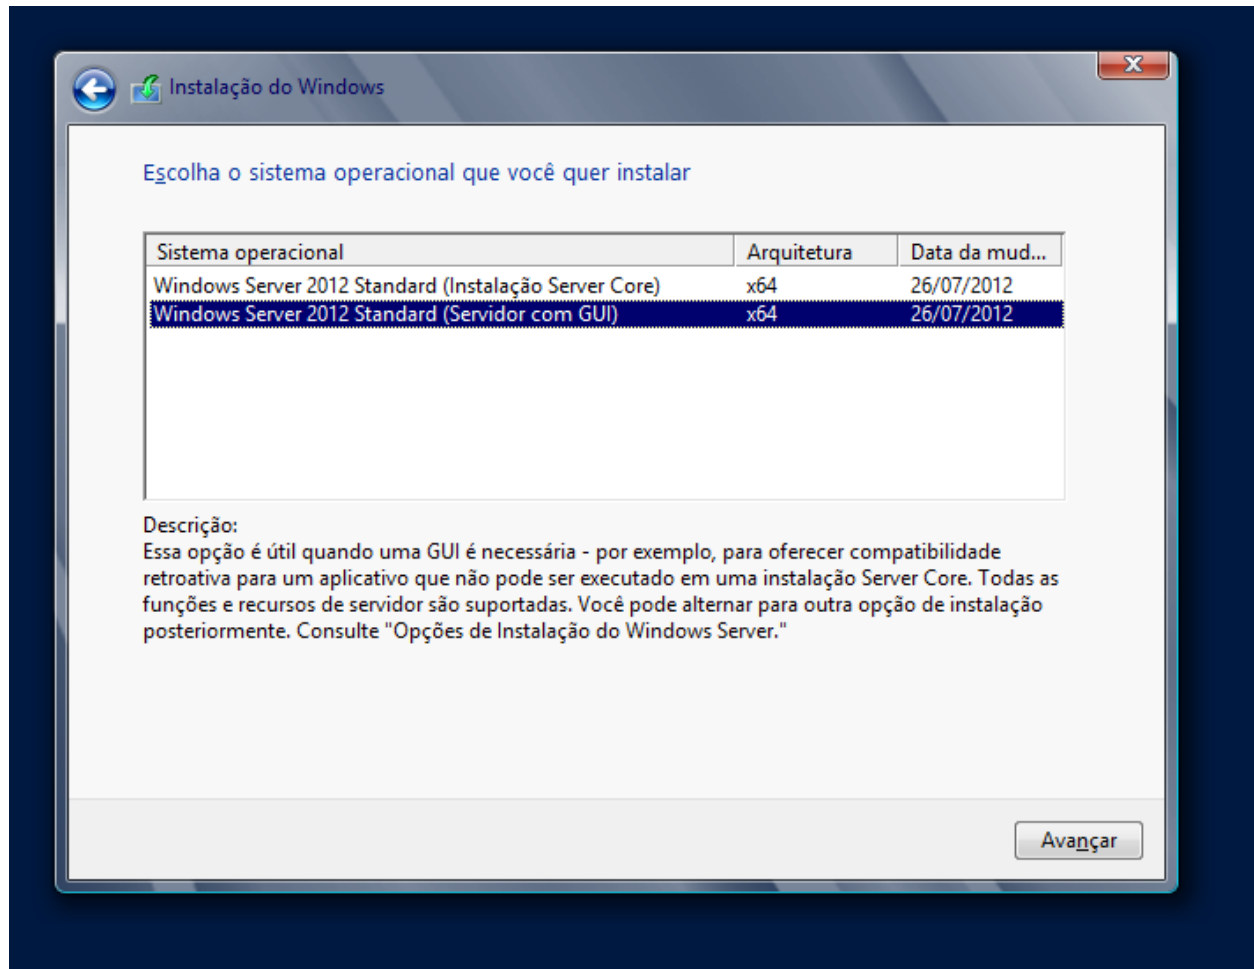 Instalação do Windows
Escolha o sistema operacional que você quer instalar
Sistema operacional Arquitetura Data da mud...
Windows Server 2012 Standard (Instalação Server Core) x64 26/07/2012
Windows Server 2012 Standard (Servidor com GUI) x64 26/07/2012
Descrição:
Essa opção é útil quando uma GUI é necessária - por exemplo, para oferecer compatibilidade
retroativa para um aplicativo que não pode ser executado em uma instalação Server Core. Todas as
funções e recursos de servidor são suportadas. Você pode alternar para outra opção de instalação
posteriormente. Consulte "Opções de Instalação do Windows Server."
Avançar